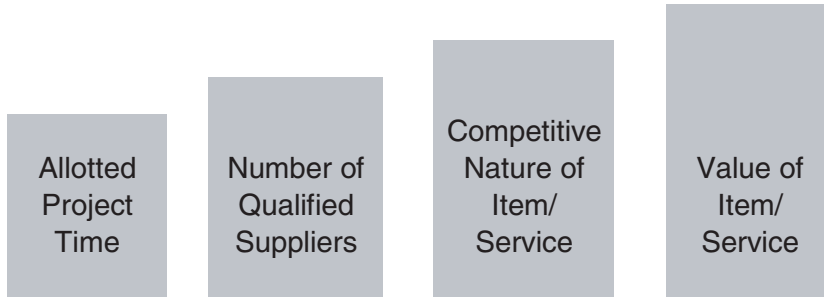 Allotted
Project
Time
Number of
Qualified
Suppliers
Competitive
Nature of
Item/
Service
Value of
Item/
Service